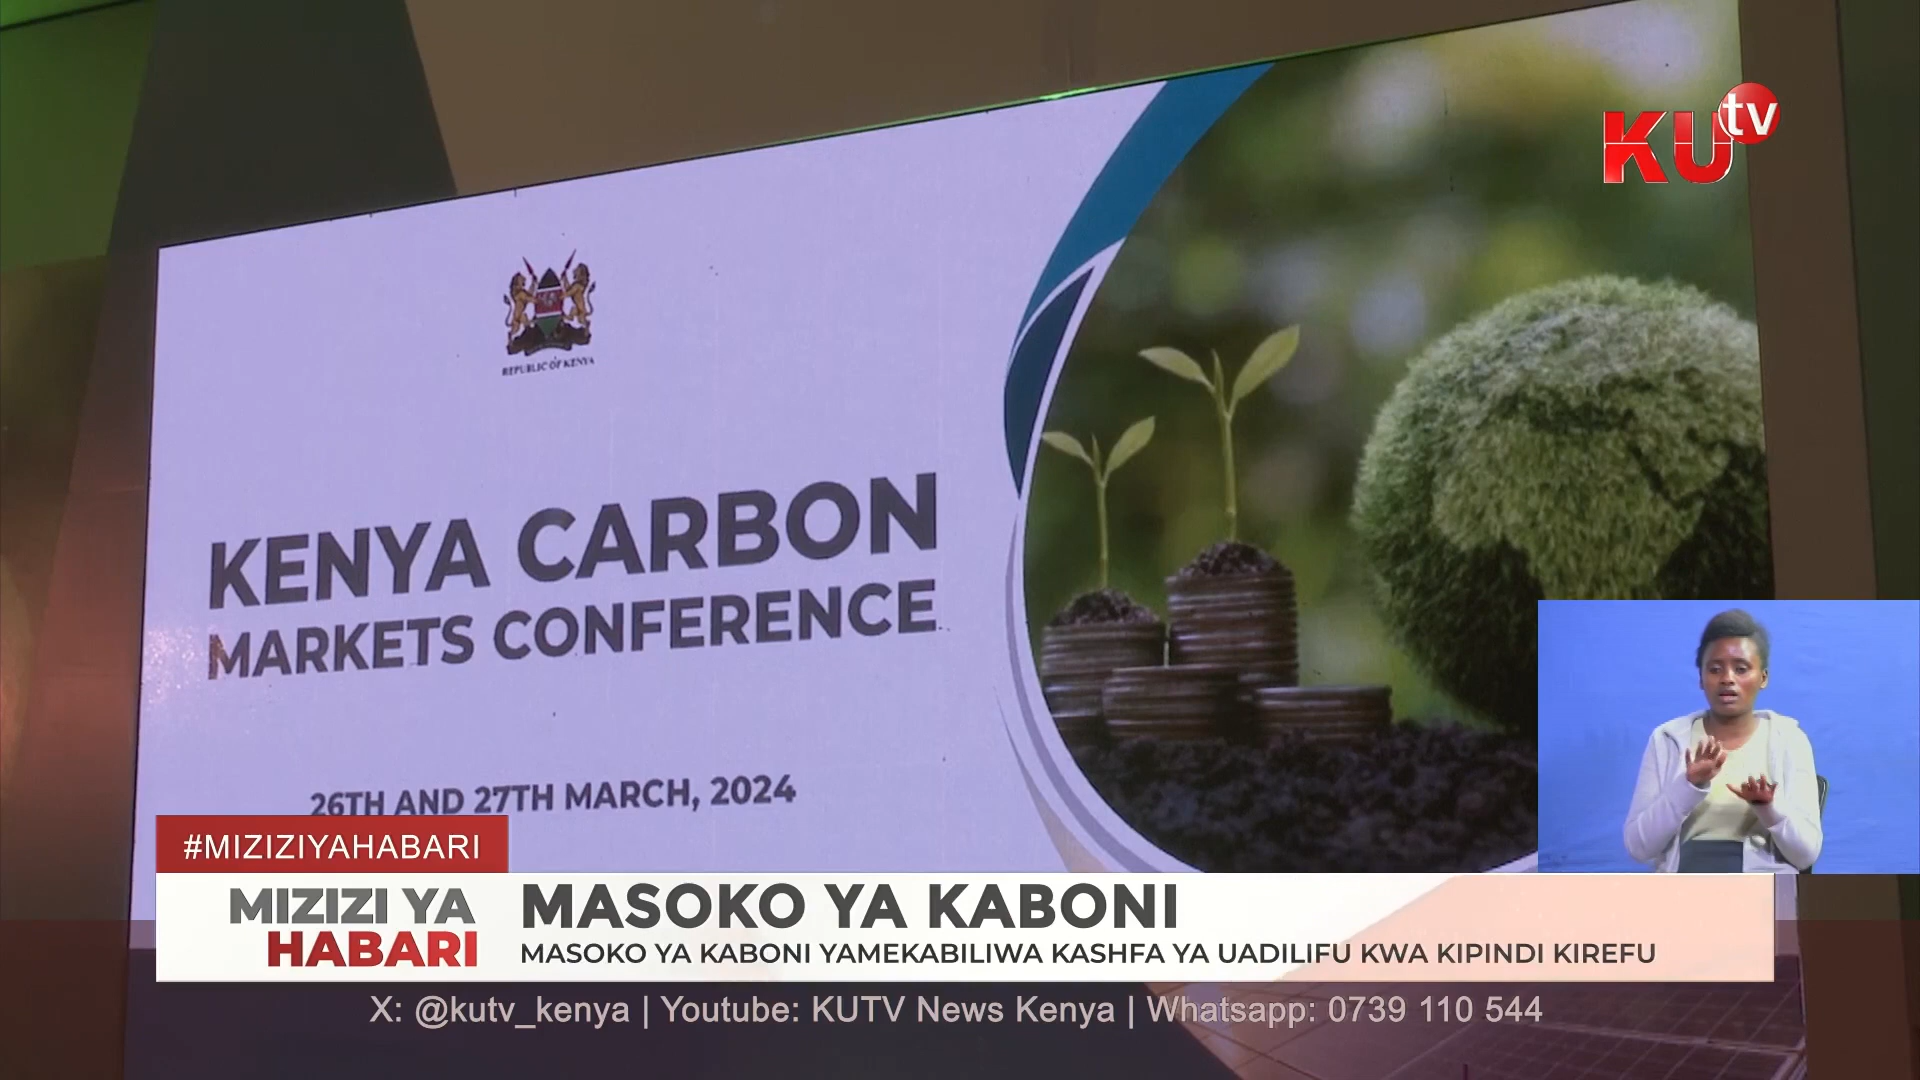 KU tv
REPUBLIC OF KENYA
KENYA CARBON
MARKETS CONFERENCE
26TH AND 27TH MARCH, 2024
#MIZIZIYAHABARI
MIZIZI YA
HABARI
MASOKO YA KABONI
MASOKO YA KABONI YAMEKABILIWA KASHFA YA UADILIFU KWA KIPINDI KIREFU
X: @kutv_kenya | Youtube: KUTV News Kenya | Whatsapp: 0739 110 544